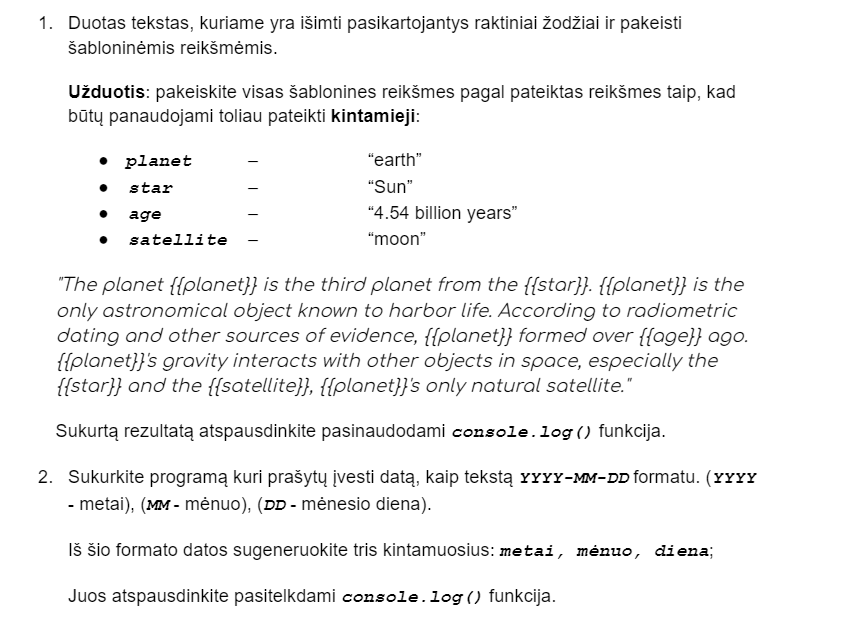 1. Duotas tekstas, kuriame yra išimti pasikartojantys raktiniai žodžiai ir pakeisti
šabloninėmis reikšmėmis.
Užduotis: pakeiskite visas šablonines reikšmes pagal pateiktas reikšmes taip, kad
būtų panaudojami toliau pateikti kintamieji:
● planet – “earth”
● star – “Sun”
● age – “4.54 billion years”
● satellite – “moon”
"The planet {{planet}} is the third planet from the {{star}}. {{planet}} is the
only astronomical object known to harbor life. According to radiometric
dating and other sources of evidence, {{planet}} formed over {{age}} ago.
{{planet}}'s gravity interacts with other objects in space, especially the
{{star}} and the {{satellite}}, {{planet}}'s only natural satellite."
Sukurtą rezultatą atspausdinkite pasinaudodami console.log() funkcija.
2. Sukurkite programą kuri prašytų įvesti datą, kaip tekstą YYYY-MM-DD formatu. (YYYY
- metai), (MM - mėnuo), (DD - mėnesio diena).
Iš šio formato datos sugeneruokite tris kintamuosius: metai, mėnuo, diena;
Juos atspausdinkite pasitelkdami console.log() funkcija.